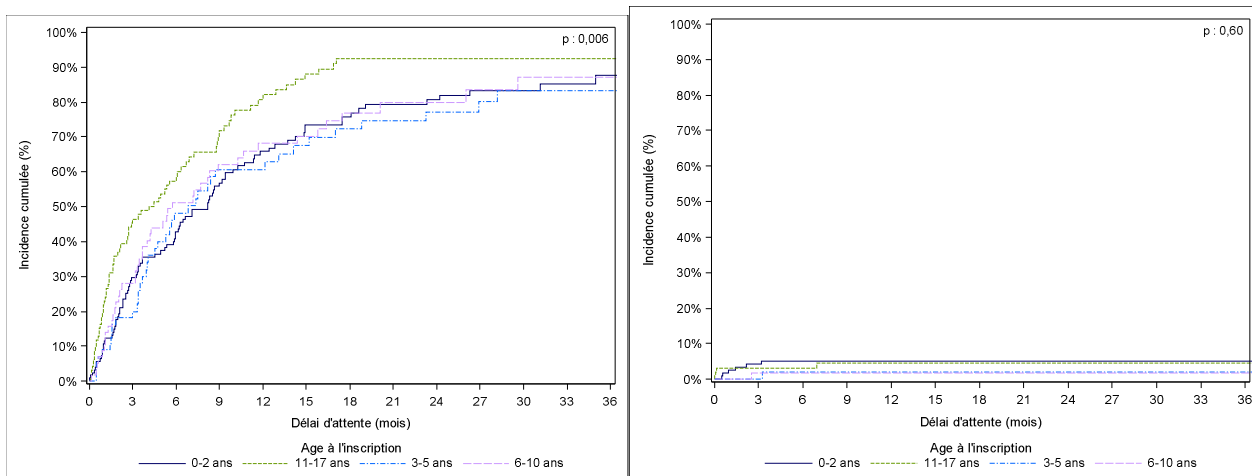 100%
90%
80%
70%
60%
50%
40%
30%
20%
10%
0%
Incidence cumulée (%)
p : 0,006
0 3 6 9 12 15 18 21 24 27 30 33 36
Délai d'attente (mois)
Age à l'inscription
0-2 ans 11-17 ans 3-5 ans 6-10 ans
100%
90%
80%
70%
60%
50%
40%
30%
20%
10%
0%
Incidence cumulée (%)
p : 0,60
0 3 6 9 12 15 18 21 24 27 30 33 36
Délai d'attente (mois)
Age à l'inscription
0-2 ans 11-17 ans 3-5 ans 6-10 ans